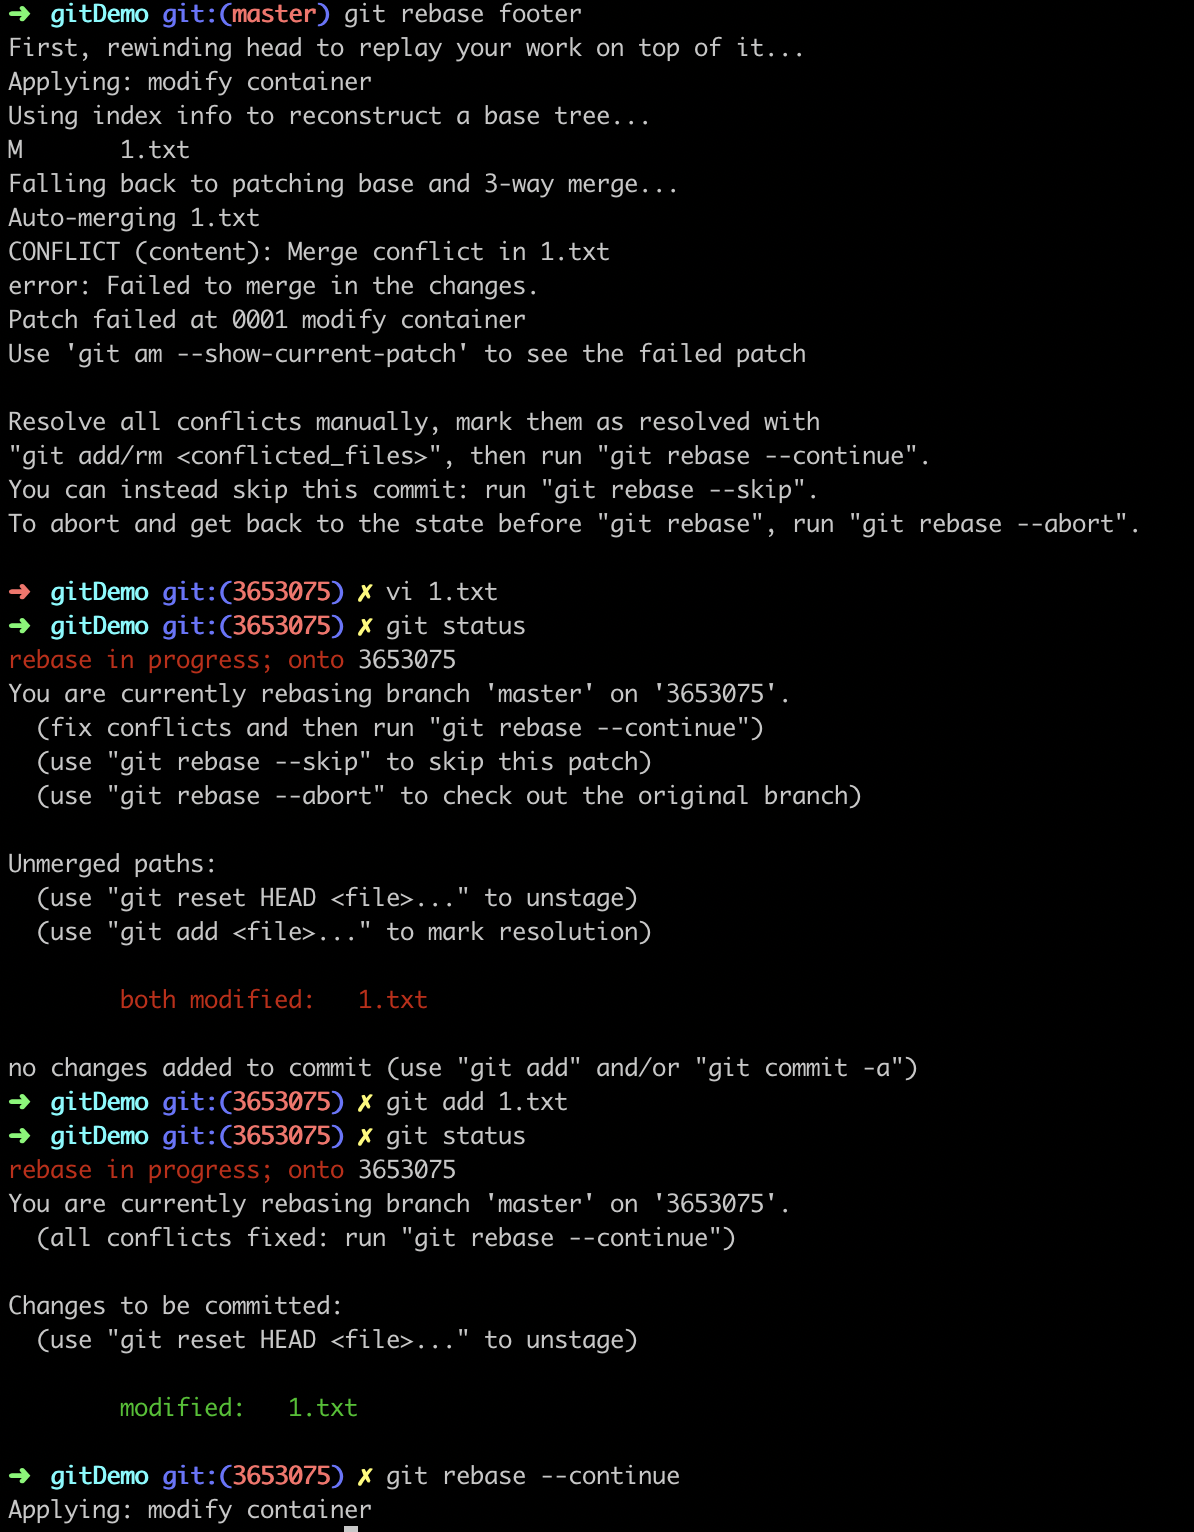 ➜  gitDemo git:(master) git rebase footer
First, rewinding head to replay your work on top of it...
Applying: modify container
Using index info to reconstruct a base tree...
M       1.txt
Falling back to patching base and 3-way merge...
Auto-merging 1.txt
CONFLICT (content): Merge conflict in 1.txt
error: Failed to merge in the changes.
Patch failed at 0001 modify container
Use 'git am --show-current-patch' to see the failed patch

Resolve all conflicts manually, mark them as resolved with
"git add/rm <conflicted_files>", then run "git rebase --continue".
You can instead skip this commit: run "git rebase --skip".
To abort and get back to the state before "git rebase", run "git rebase --abort".

➜  gitDemo git:(3653075) ✗ vi 1.txt
➜  gitDemo git:(3653075) ✗ git status
rebase in progress; onto 3653075
You are currently rebasing branch 'master' on '3653075'.
  (fix conflicts and then run "git rebase --continue")
  (use "git rebase --skip" to skip this patch)
  (use "git rebase --abort" to check out the original branch)

Unmerged paths:
  (use "git reset HEAD <file>..." to unstage)
  (use "git add <file>..." to mark resolution)

        both modified:   1.txt

no changes added to commit (use "git add" and/or "git commit -a")
➜  gitDemo git:(3653075) ✗ git add 1.txt
➜  gitDemo git:(3653075) ✗ git status
rebase in progress; onto 3653075
You are currently rebasing branch 'master' on '3653075'.
  (all conflicts fixed: run "git rebase --continue")

Changes to be committed:
  (use "git reset HEAD <file>..." to unstage)

        modified:   1.txt

➜  gitDemo git:(3653075) ✗ git rebase --continue
Applying: modify container